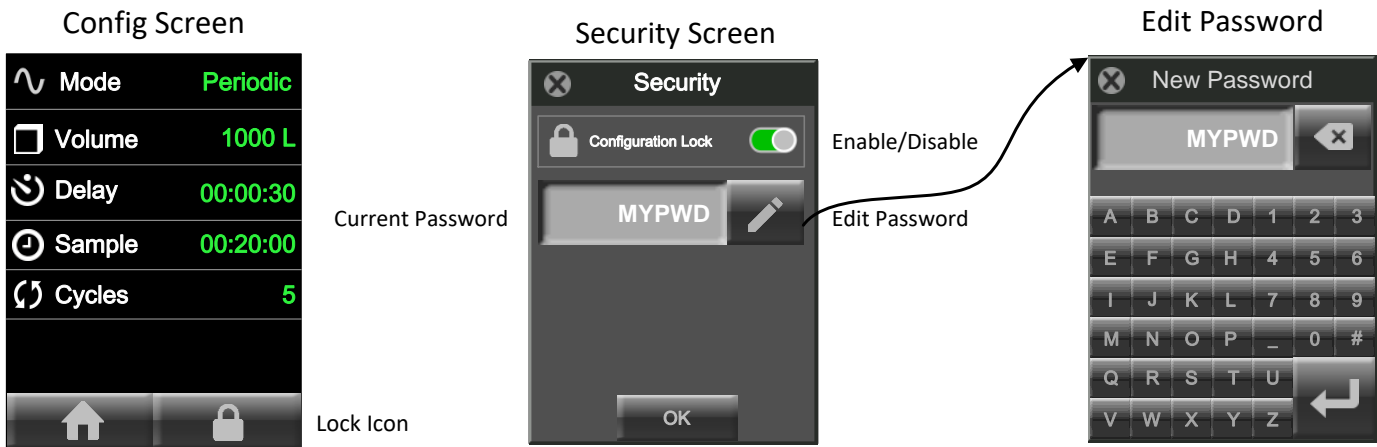 Config Screen
Mode Periodic
Volume 1000 L
Delay 00:00:30
Sample 00:20:00
Cycles 5
Lock Icon
Security Screen
Security
Configuration Lock
Enable/Disable
Current Password
MYPWD
Edit Password
OK
Edit Password
New Password
MYPWD
A B C D 1 2 3
E F G H 4 5 6
I J K L 7 8 9
M N O P _ 0 #
Q R S T U
V W X Y Z